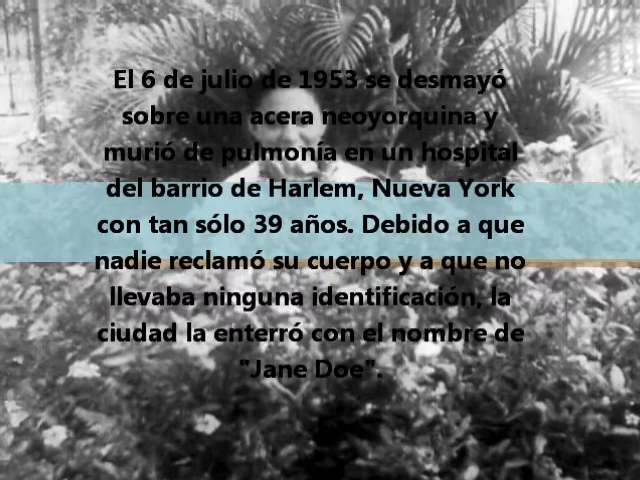 El 6 de julio de 1953 se desmayó
sobre una acera neoyorquina y
murió de pulmonía en un hospital
del barrio de Harlem, Nueva York
con tan sólo 39 años. Debido a que
nadie reclamó su cuerpo y a que no
llevaba ninguna identificación, la
ciudad la enterró con el nombre de
"Jane Doe".